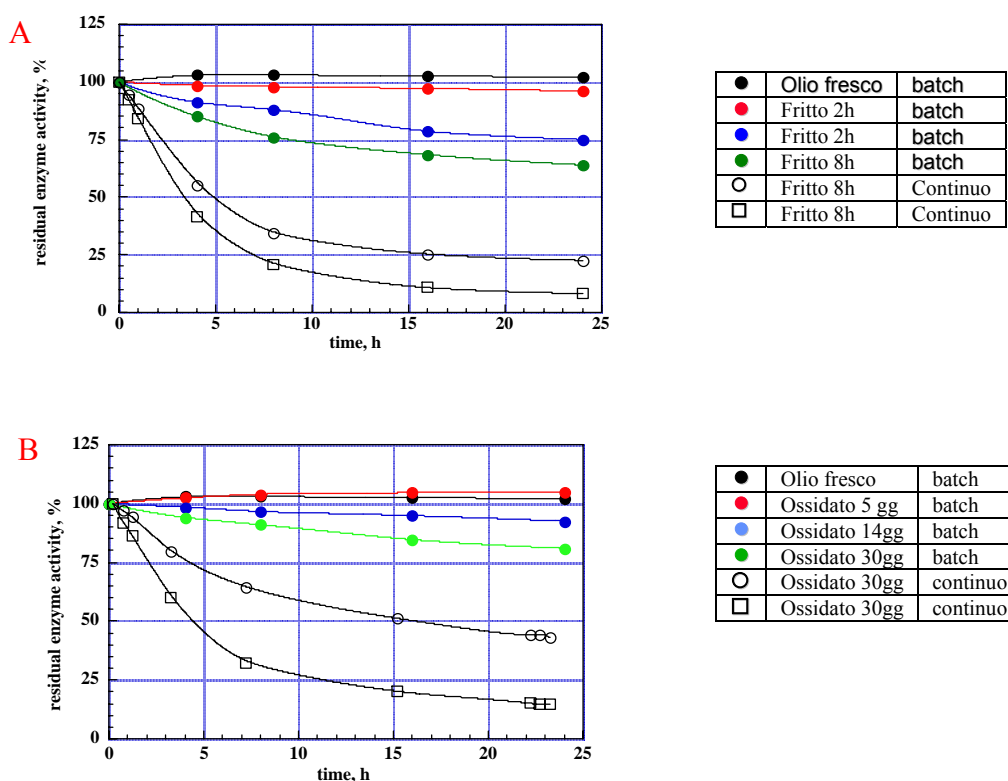 A
125
100
75
50
25
0
residual enzyme activity, %
0 5 10 15 20 25
time, h
Olio fresco batch
Fritto 2h batch
Fritto 2h batch
Fritto 8h batch
Fritto 8h Continuo
Fritto 8h Continuo
B
125
100
75
50
25
0
residual enzyme activity, %
0 5 10 15 20 25
time, h
Olio fresco batch
Ossidato 5 gg batch
Ossidato 14gg batch
Ossidato 30gg batch
Ossidato 30gg continuo
Ossidato 30gg continuo